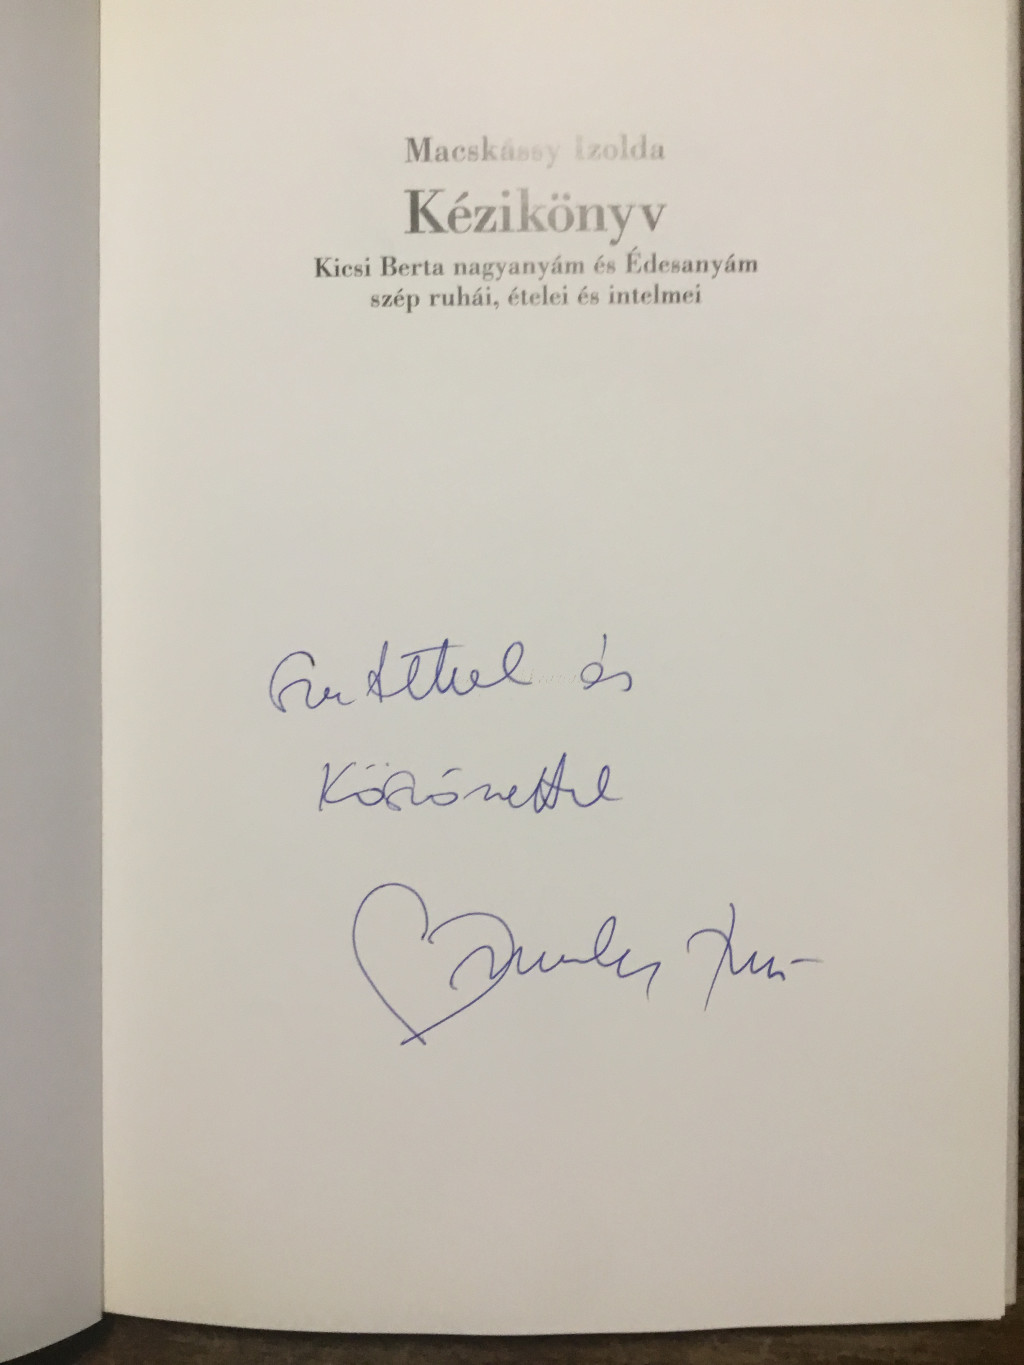 Macskássy Izolda
Kézikönyv
Kicsi Berta nagyanyám és Édesanyám
szép ruhái, ételei és intelmei
Szeretettel és
Köszönettel